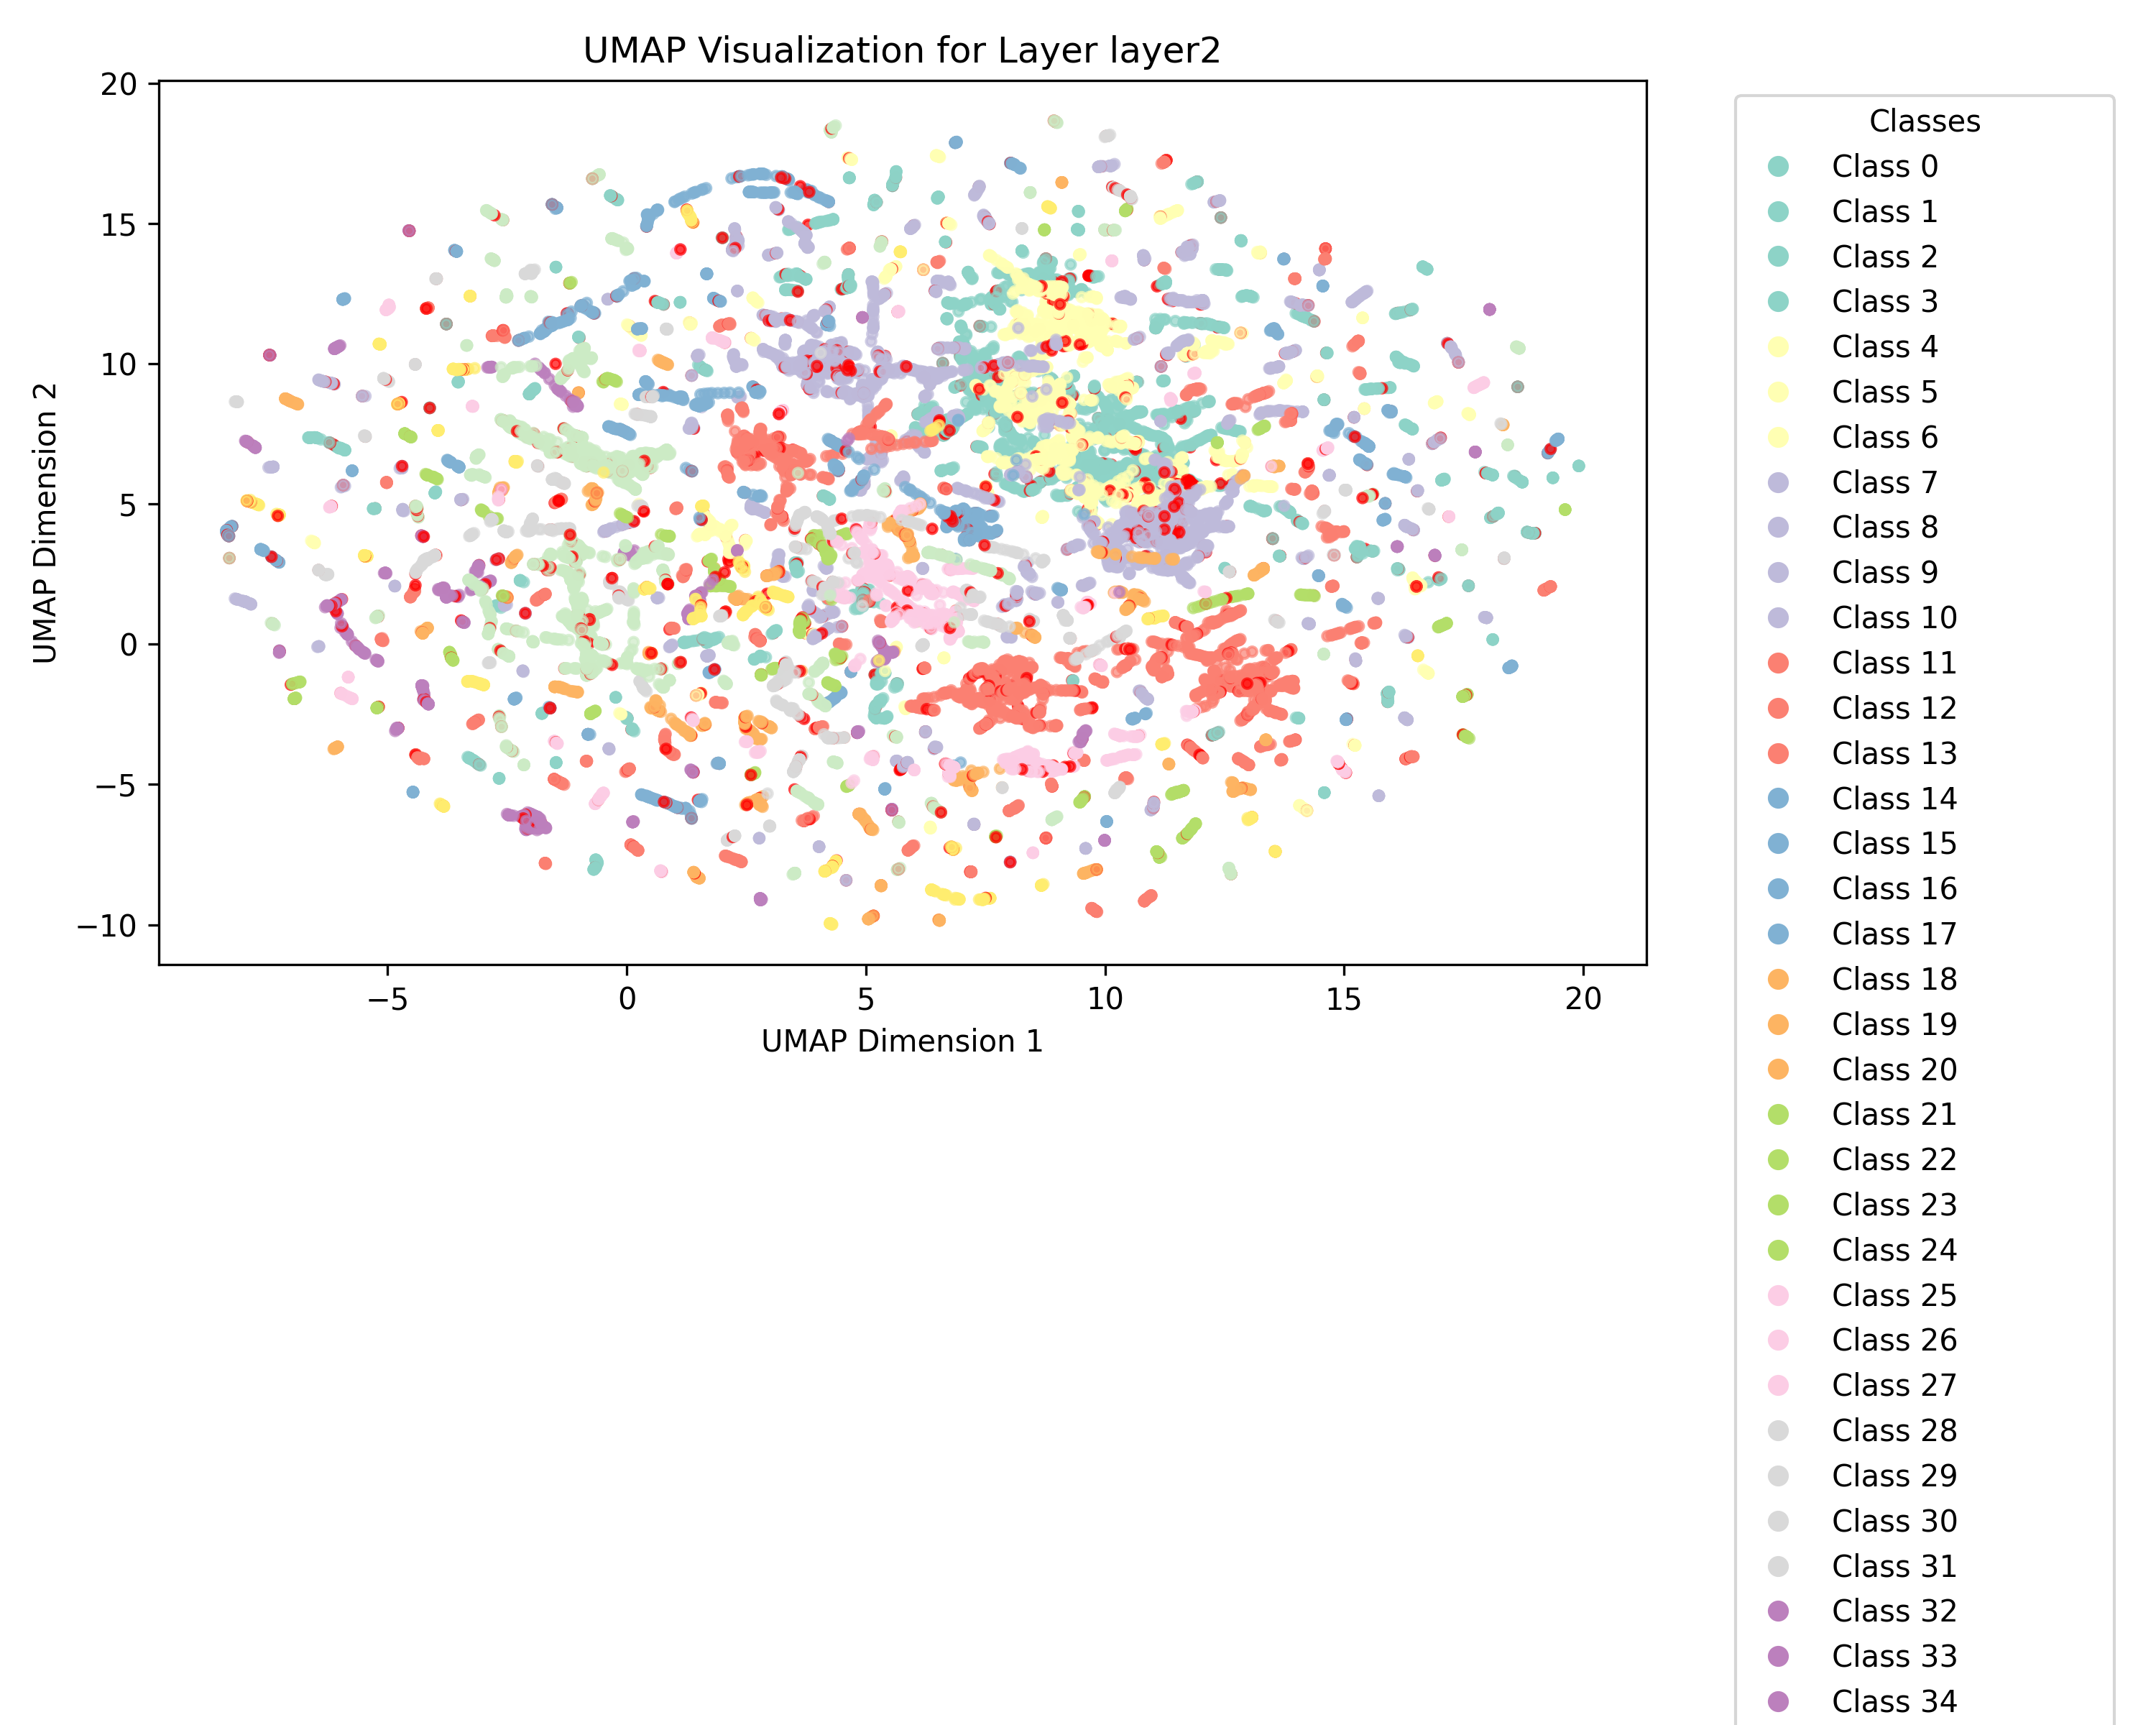 UMAP Visualization for Layer layer2
20
15
10
5
0
−5
−10
UMAP Dimension 2
−5
0
5
10
15
20
UMAP Dimension 1
Classes
Class 0
Class 1
Class 2
Class 3
Class 4
Class 5
Class 6
Class 7
Class 8
Class 9
Class 10
Class 11
Class 12
Class 13
Class 14
Class 15
Class 16
Class 17
Class 18
Class 19
Class 20
Class 21
Class 22
Class 23
Class 24
Class 25
Class 26
Class 27
Class 28
Class 29
Class 30
Class 31
Class 32
Class 33
Class 34